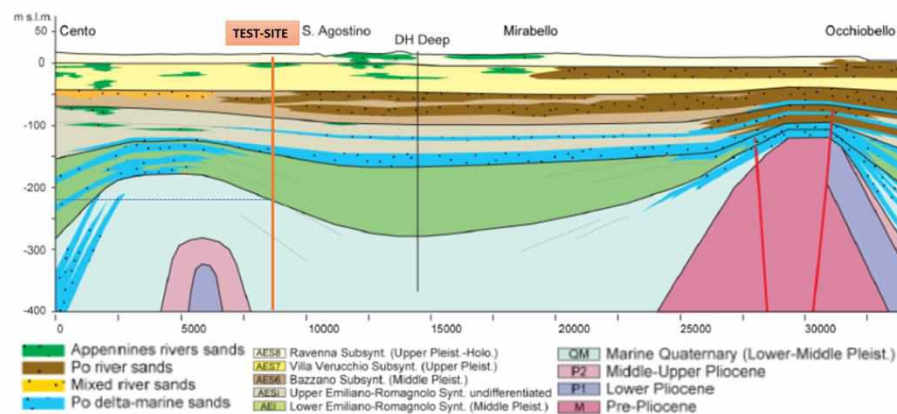 m s.l.m.
Cento
TEST-SITE
S. Agostino
DH Deep
Mirabello
Occhiobello
50
0
-50
-100
-150
-200
-300
-400
0 5000 10000 15000 20000 25000 30000
Appennines rivers sands
Po river sands
Mixed river sands
Po delta-marine sands
AES8 Ravenna Subsynt. (Upper Pleist.-Holo.)
AES7 Villa Verucchio Subsynt. (Upper Pleist.)
AES6 Bazzano Subsynt. (Middle Pleist.)
AESi Upper Emiliano-Romagnolo Synt. undifferentiated
AEI Lower Emiliano-Romagnolo Synt. (Middle Pleist.)
QM Marine Quaternary (Lower-Middle Pleist.)
P2 Middle-Upper Pliocene
P1 Lower Pliocene
M Pre-Pliocene